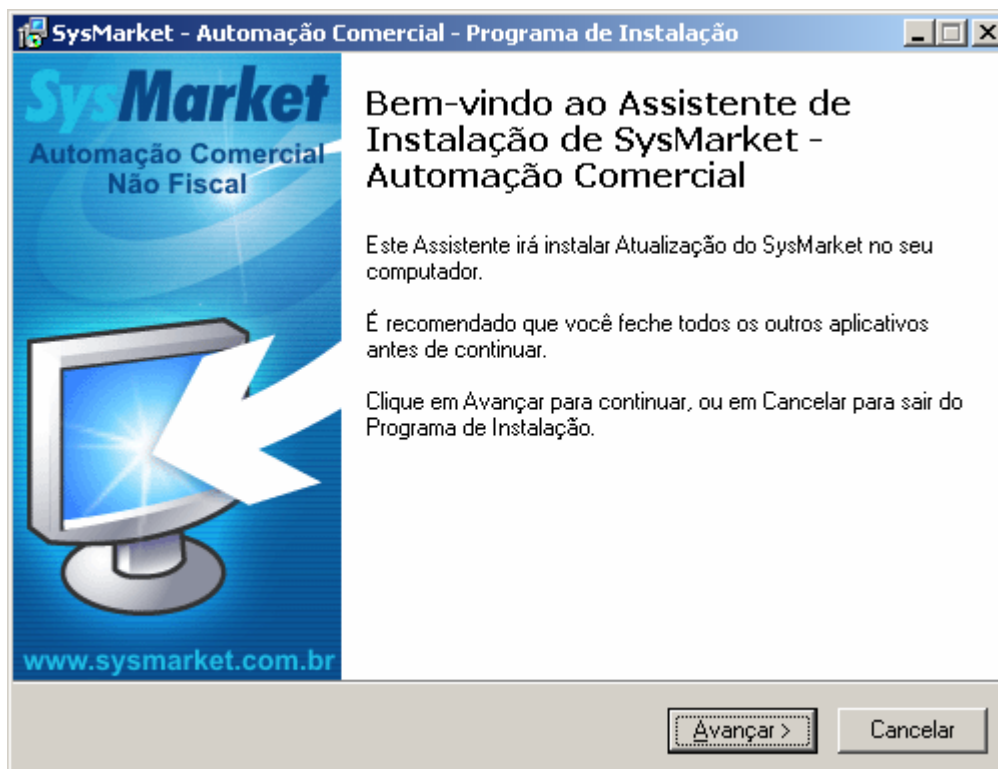 SysMarket - Automação Comercial - Programa de Instalação
SysMarket
Automação Comercial
Não Fiscal
www.sysmarket.com.br
Bem-vindo ao Assistente de
Instalação de SysMarket -
Automação Comercial
Este Assistente irá instalar Atualização do SysMarket no seu
computador.
É recomendado que você feche todos os outros aplicativos
antes de continuar.
Clique em Avançar para continuar, ou em Cancelar para sair do
Programa de Instalação.
Avançar >
Cancelar